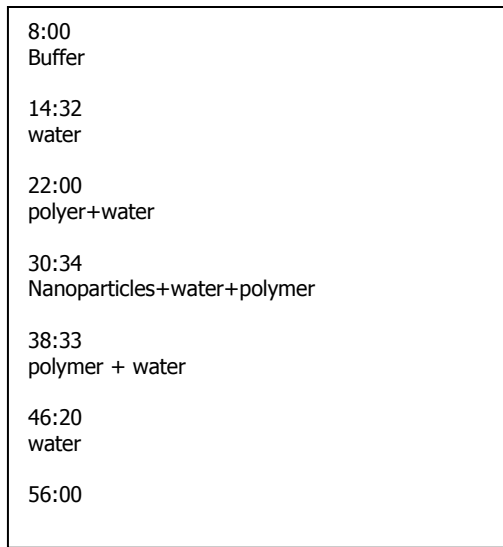 8:00
Buffer
14:32
water
22:00
polyer+water
30:34
Nanoparticles+water+polymer
38:33
polymer + water
46:20
water
56:00